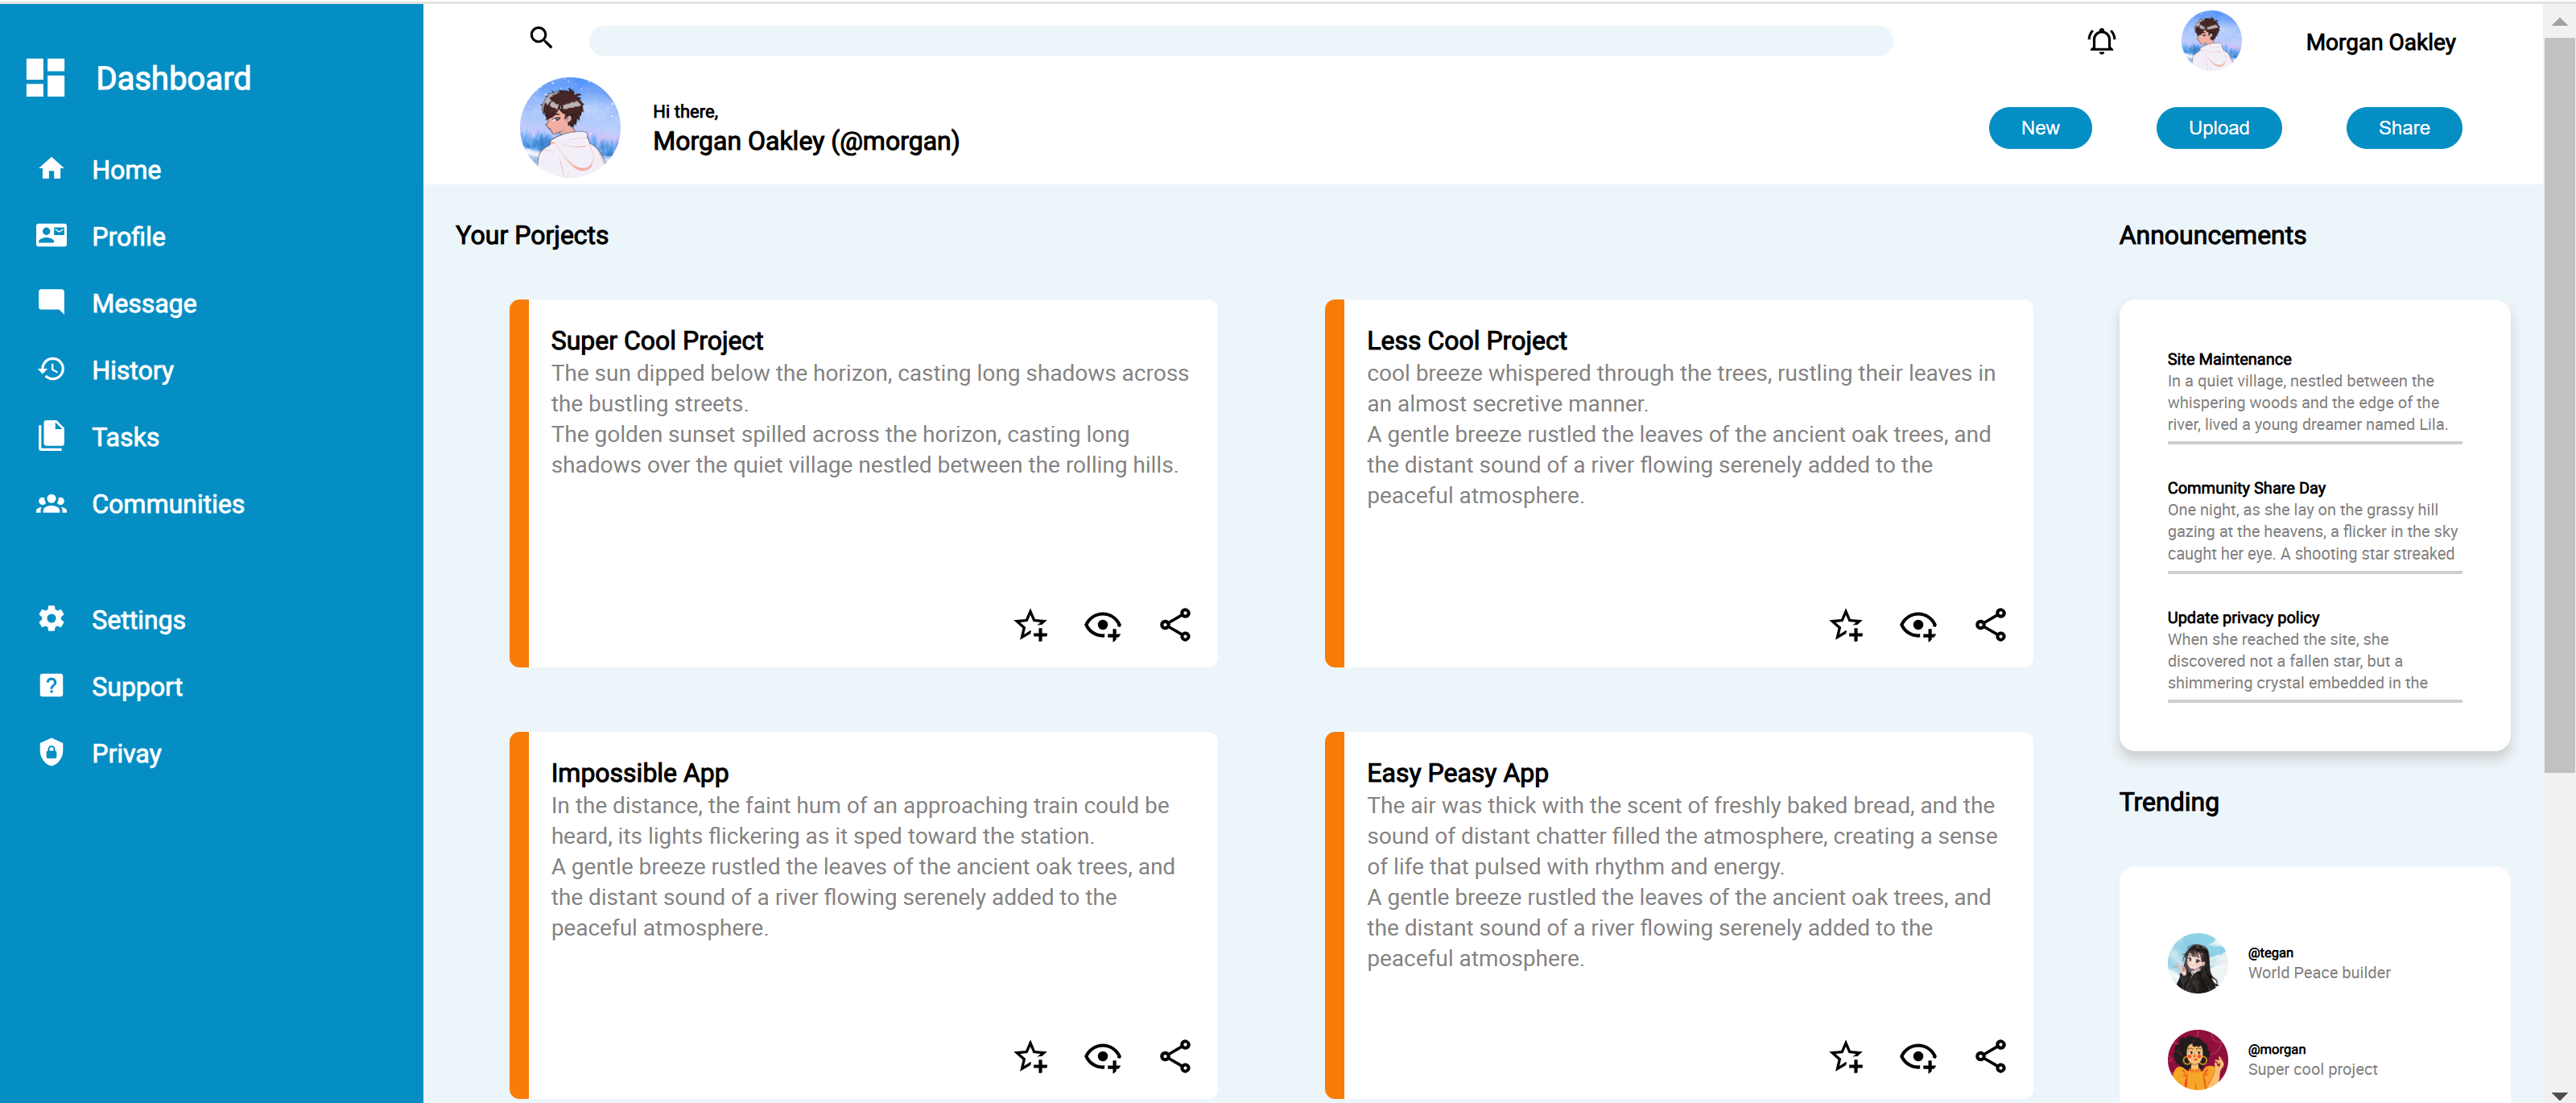 Dashboard
Home
Profile
Message
History
Tasks
Communities
Settings
Support
Privay
Morgan Oakley
Hi there,
Morgan Oakley (@morgan)
New
Upload
Share
Your Porjects
Super Cool Project
The sun dipped below the horizon, casting long shadows across
the bustling streets.
The golden sunset spilled across the horizon, casting long
shadows over the quiet village nestled between the rolling hills.
Less Cool Project
cool breeze whispered through the trees, rustling their leaves in
an almost secretive manner.
A gentle breeze rustled the leaves of the ancient oak trees, and
the distant sound of a river flowing serenely added to the
peaceful atmosphere.
Impossible App
In the distance, the faint hum of an approaching train could be
heard, its lights flickering as it sped toward the station.
A gentle breeze rustled the leaves of the ancient oak trees, and
the distant sound of a river flowing serenely added to the
peaceful atmosphere.
Easy Peasy App
The air was thick with the scent of freshly baked bread, and the
sound of distant chatter filled the atmosphere, creating a sense
of life that pulsed with rhythm and energy.
A gentle breeze rustled the leaves of the ancient oak trees, and
the distant sound of a river flowing serenely added to the
peaceful atmosphere.
Announcements
Site Maintenance
In a quiet village, nestled between the
whispering woods and the edge of the
river, lived a young dreamer named Lila.
Community Share Day
One night, as she lay on the grassy hill
gazing at the heavens, a flicker in the sky
caught her eye. A shooting star streaked
Update privacy policy
When she reached the site, she
discovered not a fallen star, but a
shimmering crystal embedded in the
Trending
@tegan
World Peace builder
@morgan
Super cool project